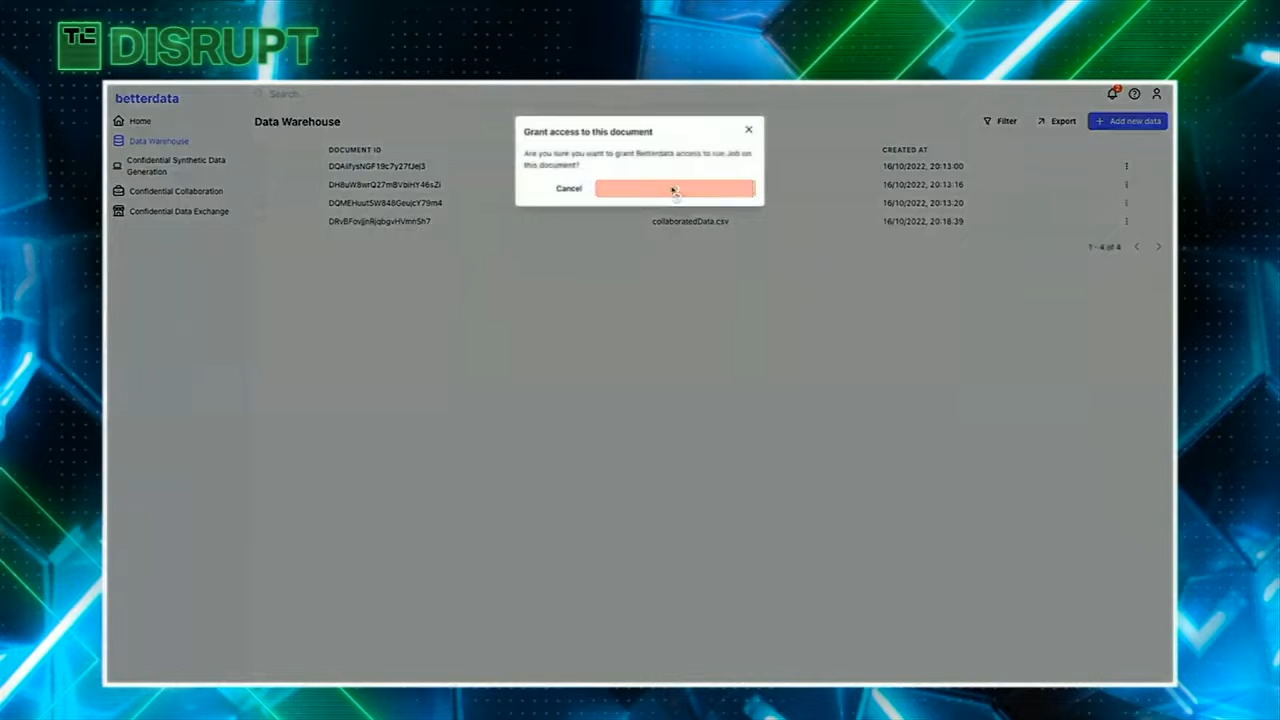 TC DISRUPT
betterdata
Search...
2
Home
Data Warehouse
Confidential Synthetic Data
Generation
Confidential Collaboration
Confidential Data Exchange
Data Warehouse
Filter
Export
+ Add new data
DOCUMENT ID
CREATED AT
DQAifysNGF19c7y27fJeJ3
16/10/2022, 20:13:00
DH8uW8wrQ27mBVbiHY46sZi
16/10/2022, 20:13:16
DQMEHuutSW848GeujcY79m4
16/10/2022, 20:13:20
DRvBFovjjnRjqbgvHVmnSh7
collaboratedData.csv
16/10/2022, 20:18:39
1 - 4 of 4
Grant access to this document
Are you sure you want to grant Betterdata access to run Job on
this document?
Cancel